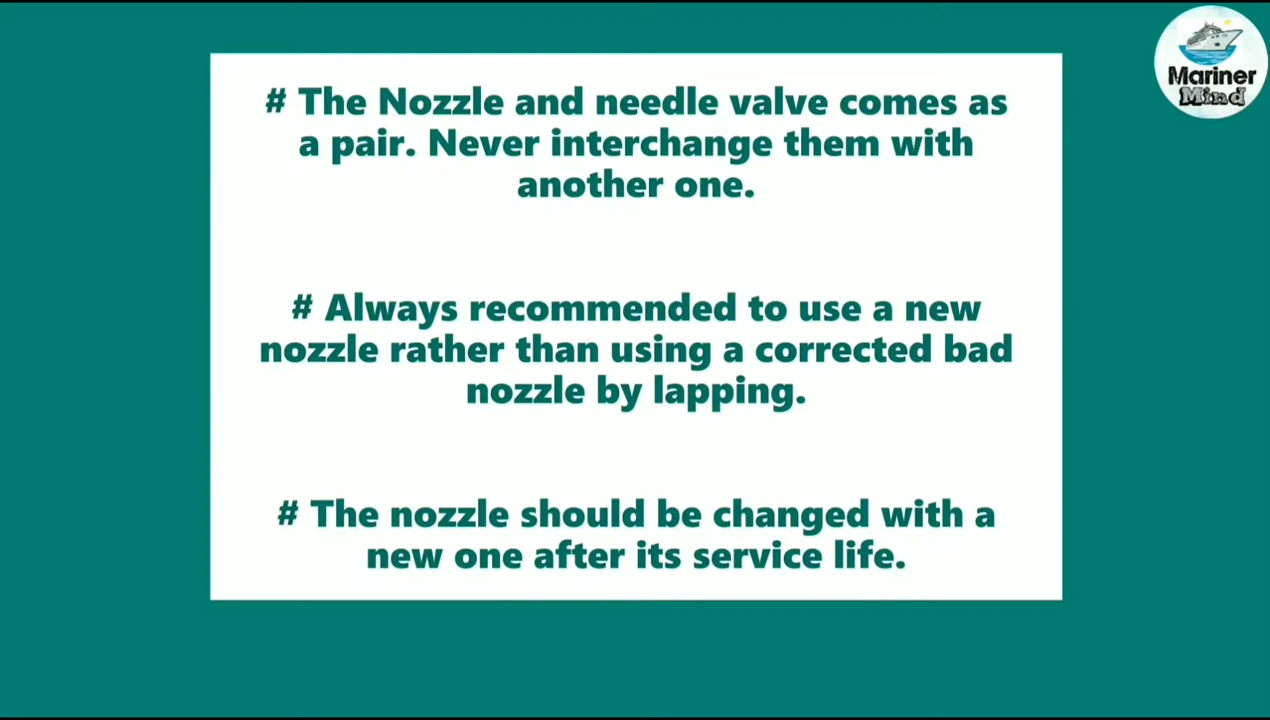 Mariner
Mind
# The Nozzle and needle valve comes as
a pair. Never interchange them with
another one.
# Always recommended to use a new
nozzle rather than using a corrected bad
nozzle by lapping.
# The nozzle should be changed with a
new one after its service life.